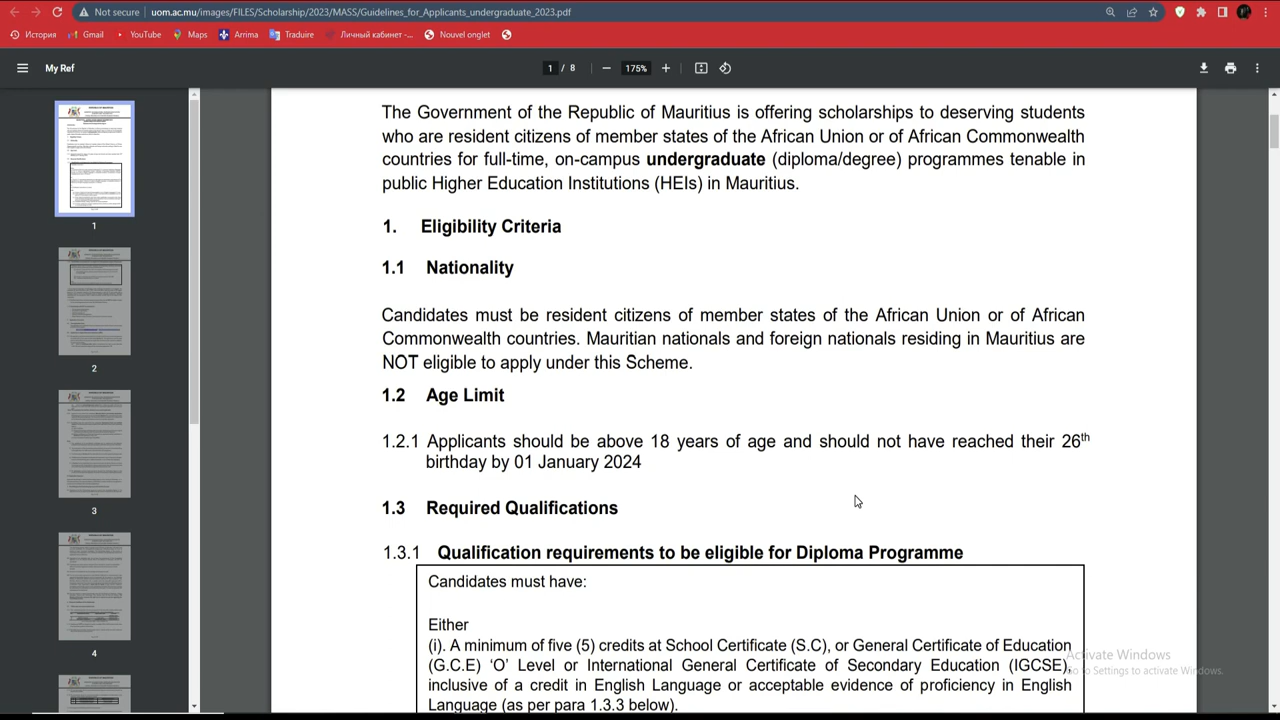 Not secure | uom.ac.mu/images/FILES/Scholarship/2023/MASS/Guidelines_for_Applicants_undergraduate_2023.pdf
История Gmail YouTube Maps Arrima Traduire Личный кабинет -... Nouvel onglet
My Ref 1 / 8 175%
The Government of the Republic of Mauritius is offering scholarships to deserving students
who are resident citizens of member states of the African Union or of African Commonwealth
countries for full-time, on-campus undergraduate (diploma/degree) programmes tenable in
public Higher Education Institutions (HEIs) in Mauritius.
1. Eligibility Criteria
1.1 Nationality
Candidates must be resident citizens of member states of the African Union or of African
Commonwealth countries. Mauritian nationals and foreign nationals residing in Mauritius are
NOT eligible to apply under this Scheme.
1.2 Age Limit
1.2.1 Applicants should be above 18 years of age and should not have reached their 26th
birthday by 01 January 2024
1.3 Required Qualifications
1.3.1 Qualification requirements to be eligible for Diploma Programme
Candidates must have:
Either
(i). A minimum of five (5) credits at School Certificate (S.C), or General Certificate of Education
(G.C.E) ‘O’ Level or International General Certificate of Secondary Education (IGCSE),
inclusive of a credit in English Language or acceptable evidence of proficiency in English
Language (as per para 1.3.3 below).
Activate Windows
Go to Settings to activate Windows.
1
2
3
4